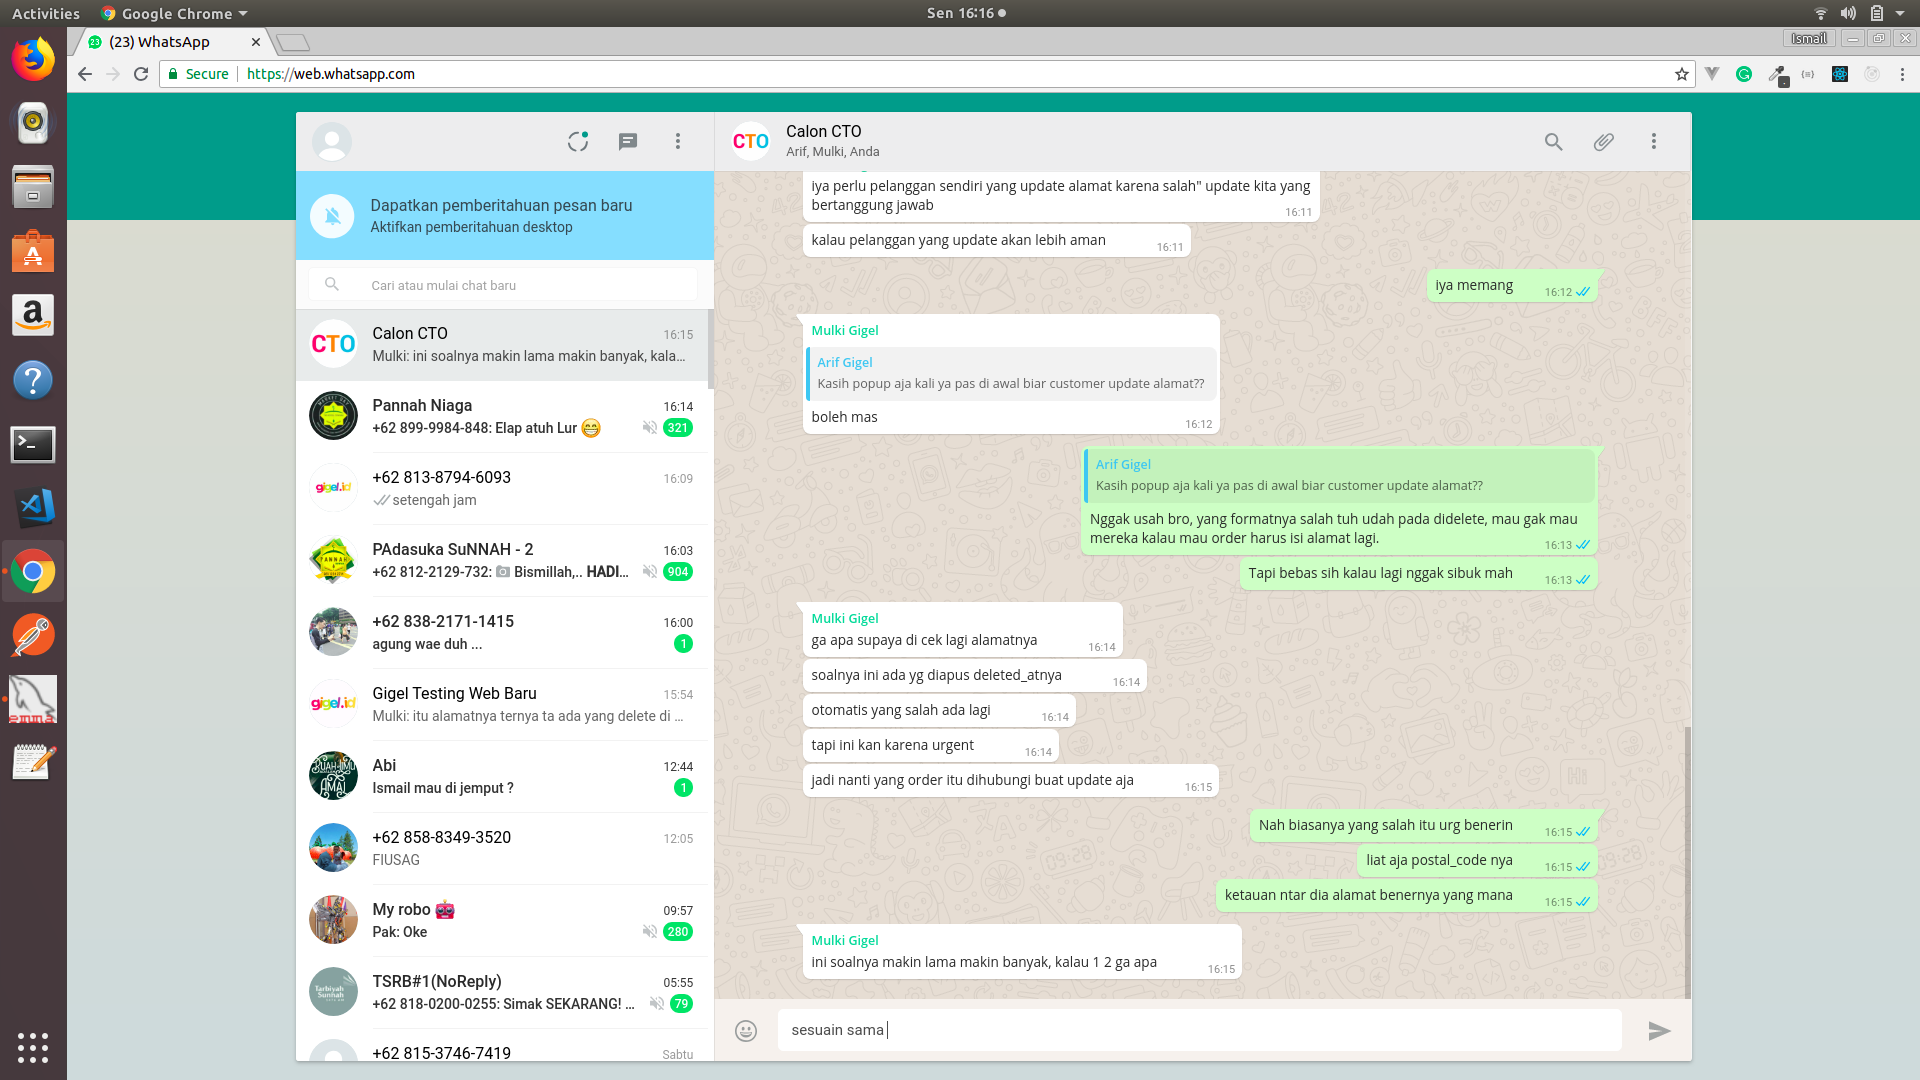 Activities
Google Chrome
Sen 16:16
(23) WhatsApp
Ismail
Secure
https://web.whatsapp.com
Dapatkan pemberitahuan pesan baru
Aktifkan pemberitahuan desktop
Cari atau mulai chat baru
CTO
Calon CTO
16:15
Mulki: ini soalnya makin lama makin banyak, kala...
Pannah Niaga
16:14
+62 899-9984-848: Elap atuh Lur 😁
321
gigel.id
+62 813-8794-6093
16:09
setengah jam
PAdasuka SuNNAH - 2
16:03
+62 812-2129-732: 📷 Bismillah,.. HADI...
904
+62 838-2171-1415
16:00
agung wae duh ...
1
gigel.id
Gigel Testing Web Baru
15:54
Mulki: itu alamatnya ternya ta ada yang delete di ...
Abi
12:44
Ismail mau di jemput ?
1
+62 858-8349-3520
12:05
FIUSAG
My robo 🤖
09:57
Pak: Oke
280
Tarbiyah
Sunnah
TSRB#1(NoReply)
05:55
+62 818-0200-0255: Simak SEKARANG! ...
79
+62 815-3746-7419
Sabtu
CTO
Calon CTO
Arif, Mulki, Anda
iya perlu pelanggan sendiri yang update alamat karena salah" update kita yang
bertanggung jawab
16:11
kalau pelanggan yang update akan lebih aman
16:11
iya memang
16:12
Mulki Gigel
Arif Gigel
Kasih popup aja kali ya pas di awal biar customer update alamat??
boleh mas
16:12
Arif Gigel
Kasih popup aja kali ya pas di awal biar customer update alamat??
Nggak usah bro, yang formatnya salah tuh udah pada didelete, mau gak mau
mereka kalau mau order harus isi alamat lagi.
16:13
Tapi bebas sih kalau lagi nggak sibuk mah
16:13
Mulki Gigel
ga apa supaya di cek lagi alamatnya
16:14
soalnya ini ada yg diapus deleted_atnya
16:14
otomatis yang salah ada lagi
16:14
tapi ini kan karena urgent
16:14
jadi nanti yang order itu dihubungi buat update aja
16:15
Nah biasanya yang salah itu urg benerin
16:15
liat aja postal_code nya
16:15
ketauan ntar dia alamat benernya yang mana
16:15
Mulki Gigel
ini soalnya makin lama makin banyak, kalau 1 2 ga apa
16:15
sesuain sama